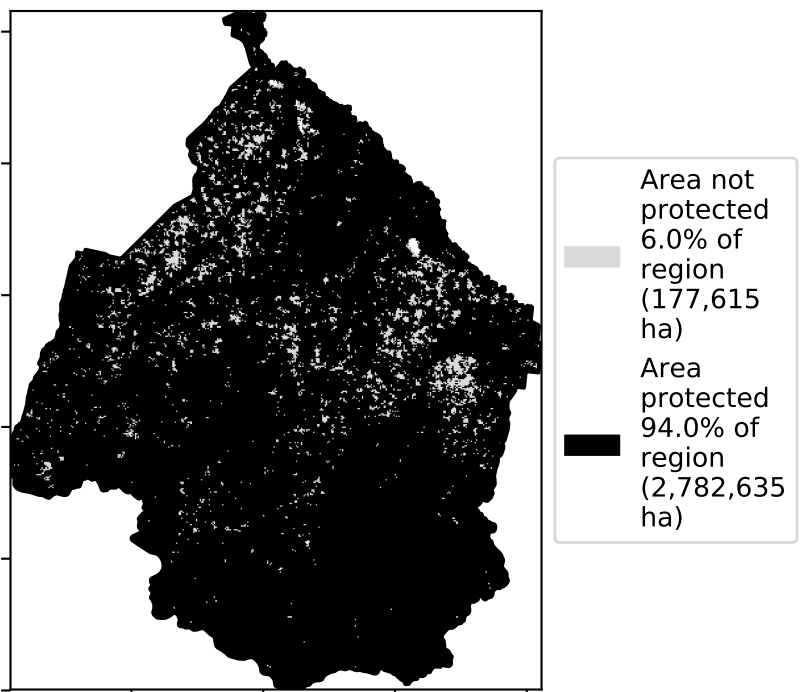 Area not
protected
6.0% of
region
(177,615
ha)
Area
protected
94.0% of
region
(2,782,635
ha)